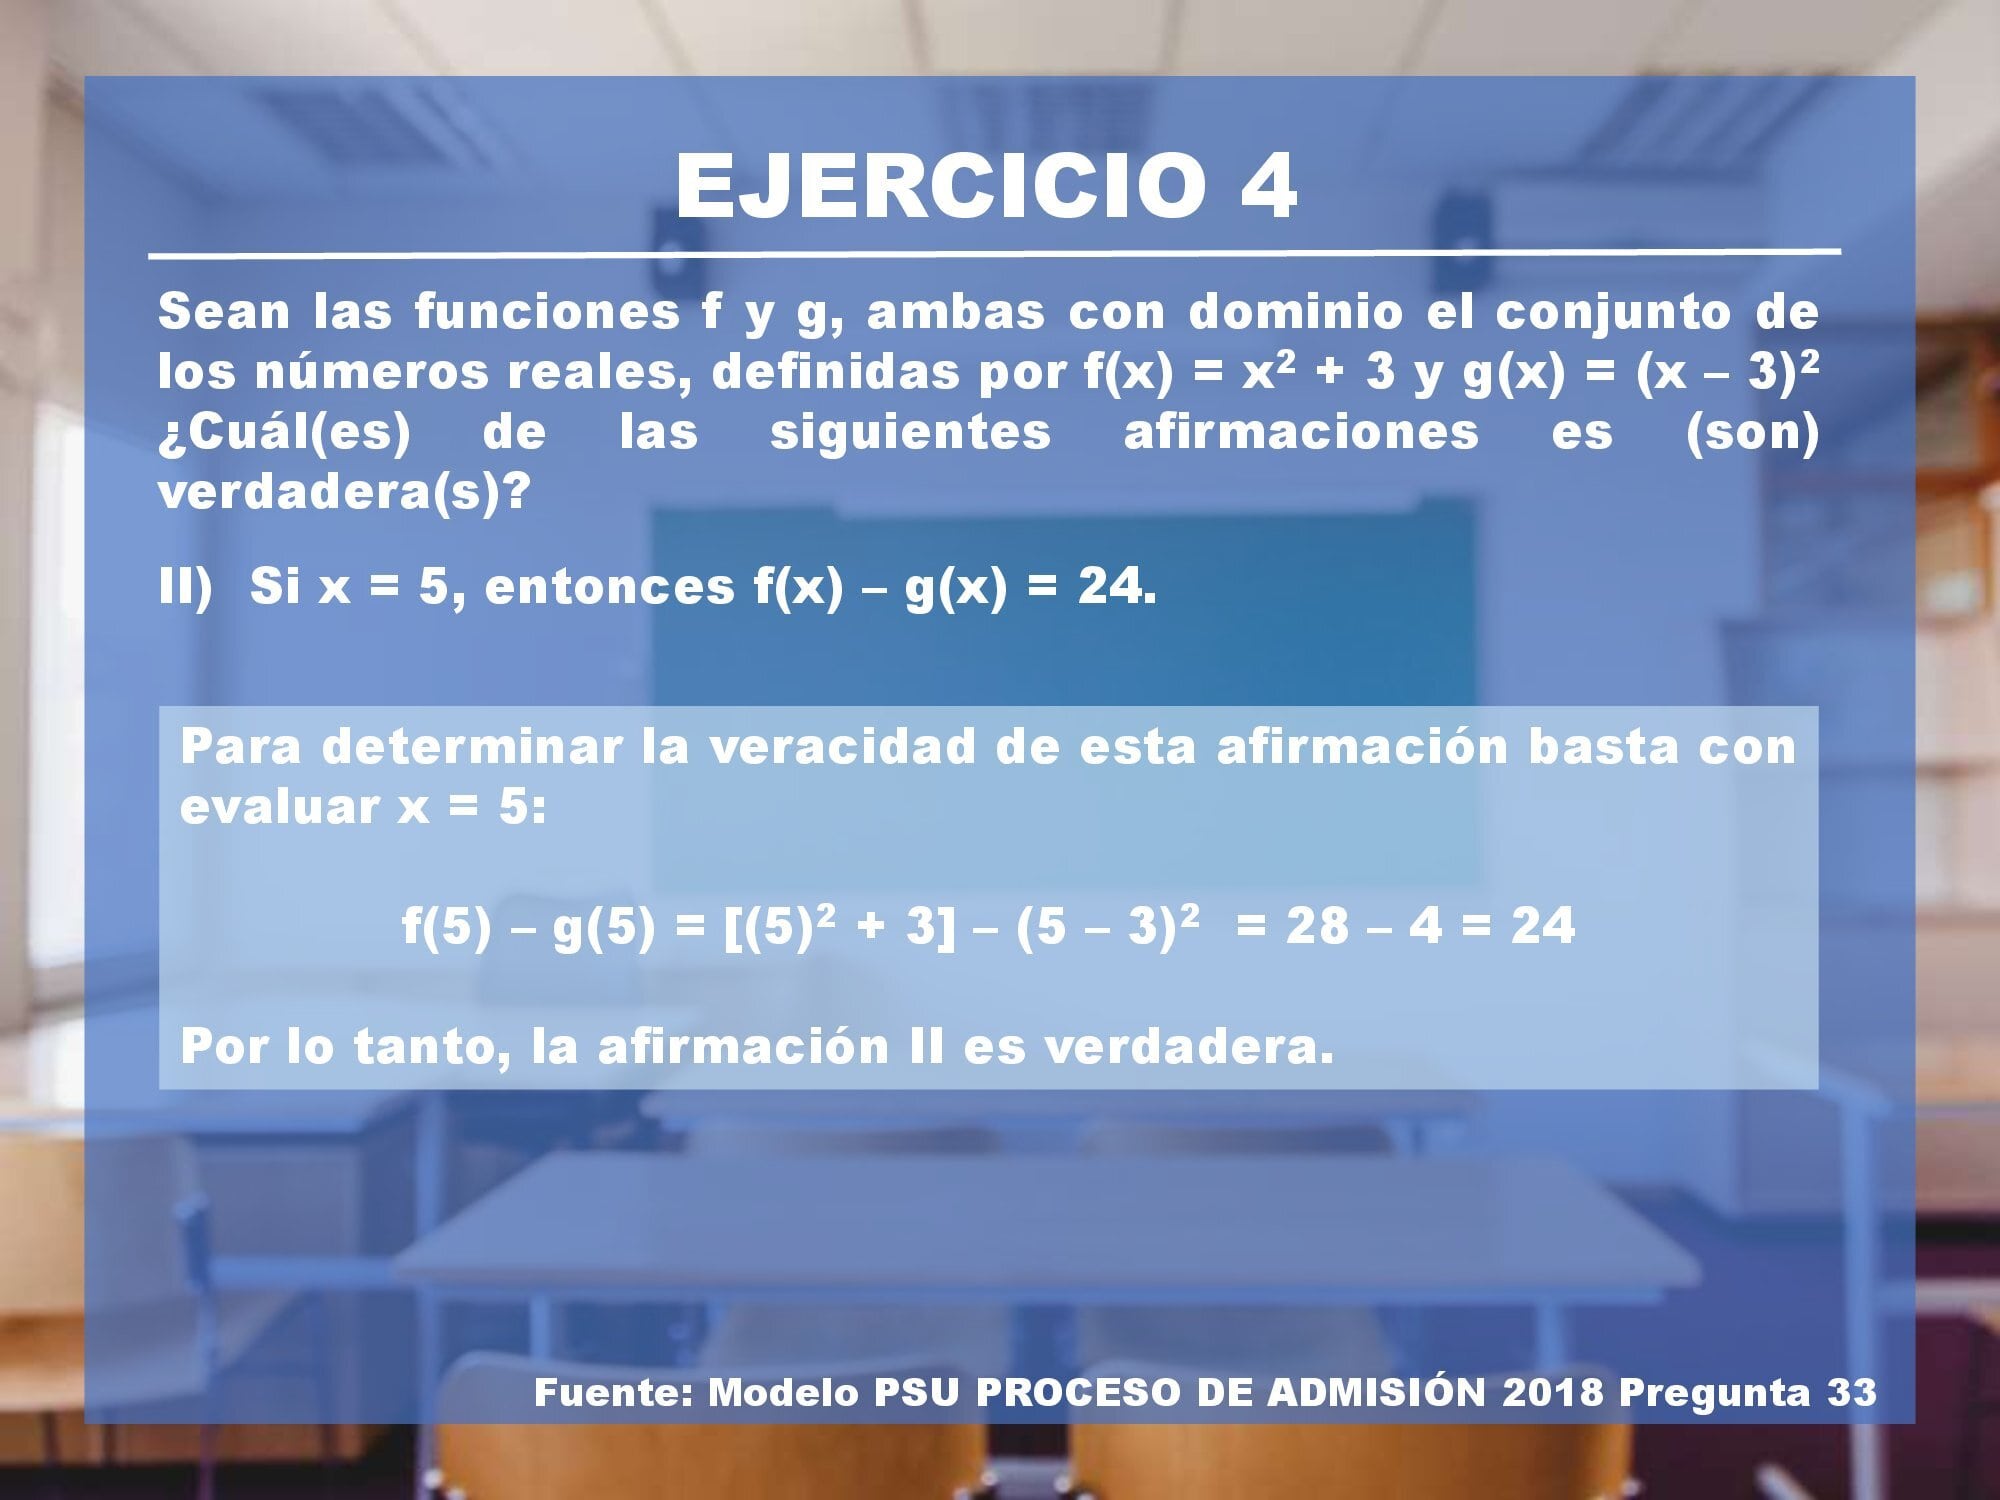 EJERCICIO 4
Sean las funciones f y g, ambas con dominio el conjunto de
los números reales, definidas por f(x) = x² + 3 y g(x) = (x – 3)²
¿Cuál(es) de las siguientes afirmaciones es (son)
verdadera(s)?
II) Si x = 5, entonces f(x) – g(x) = 24.
Para determinar la veracidad de esta afirmación basta con
evaluar x = 5:
f(5) – g(5) = [(5)² + 3] – (5 – 3)² = 28 – 4 = 24
Por lo tanto, la afirmación II es verdadera.
Fuente: Modelo PSU PROCESO DE ADMISIÓN 2018 Pregunta 33